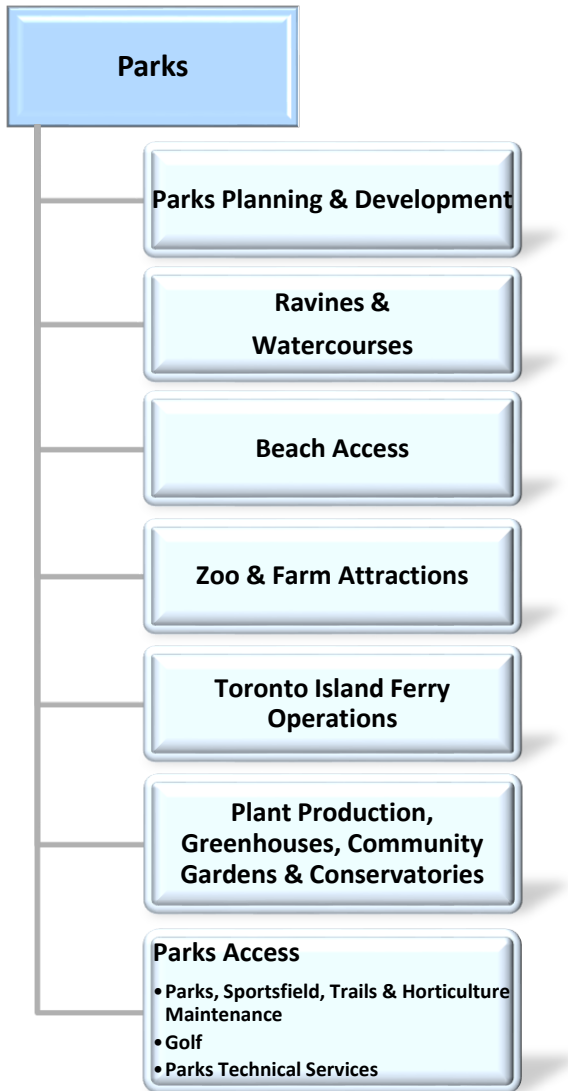 Parks
Parks Planning & Development
Ravines &
Watercourses
Beach Access
Zoo & Farm Attractions
Toronto Island Ferry
Operations
Plant Production,
Greenhouses, Community
Gardens & Conservatories
Parks Access
•Parks, Sportsfield, Trails & Horticulture
Maintenance
•Golf
•Parks Technical Services